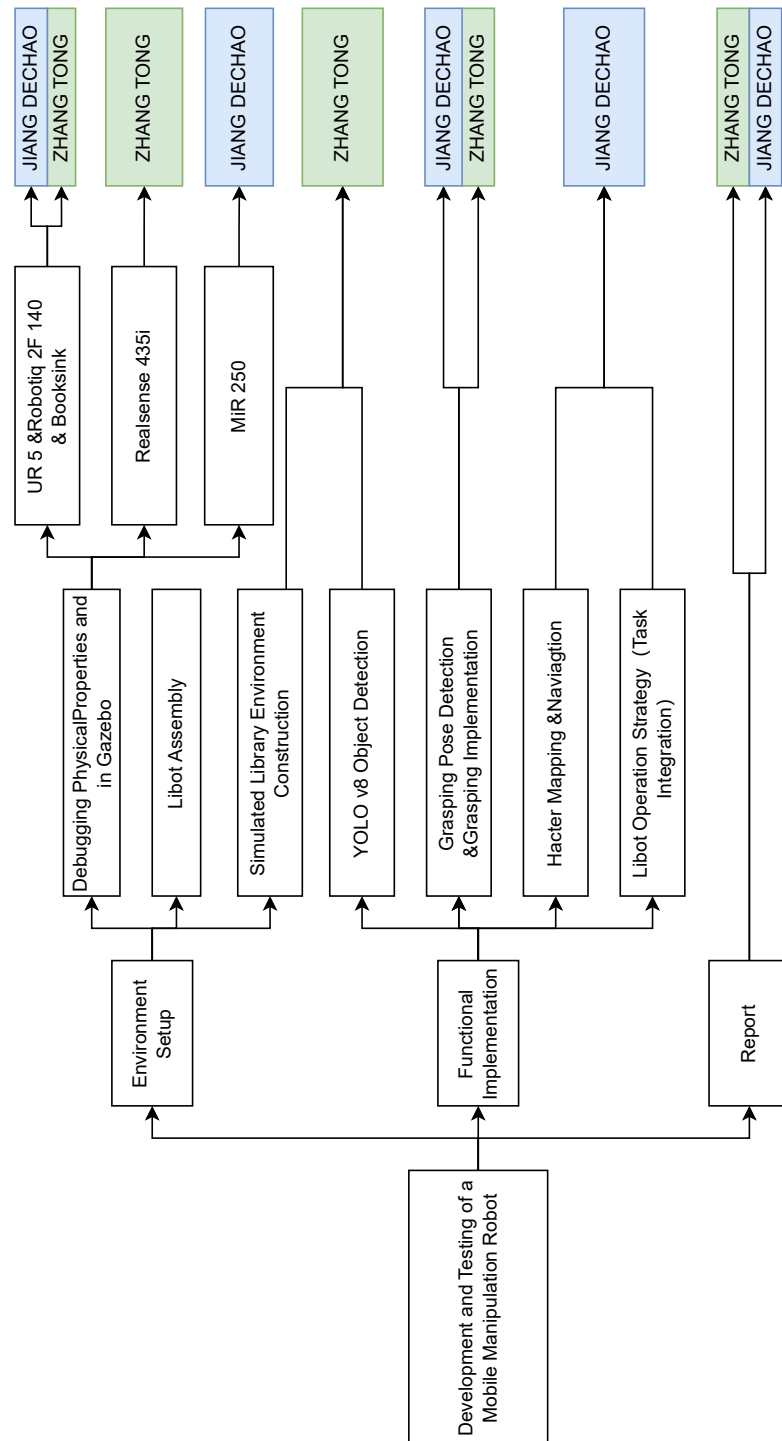 Development and Testing of a
Mobile Manipulation Robot
Environment
Setup
Functional
Implementation
Report
Debugging PhysicalProperties and
in Gazebo
Libot Assembly
Simulated Library Environment
Construction
YOLO v8 Object Detection
Grasping Pose Detection
&Grasping Implementation
Hacter Mapping &Naviagtion
Libot Operation Strategy（Task
Integration）
UR 5 &Robotiq 2F 140
& Booksink
Realsense 435i
MiR 250
JIANG DECHAO
ZHANG TONG
ZHANG TONG
JIANG DECHAO
ZHANG TONG
JIANG DECHAO
ZHANG TONG
JIANG DECHAO
ZHANG TONG
JIANG DECHAO